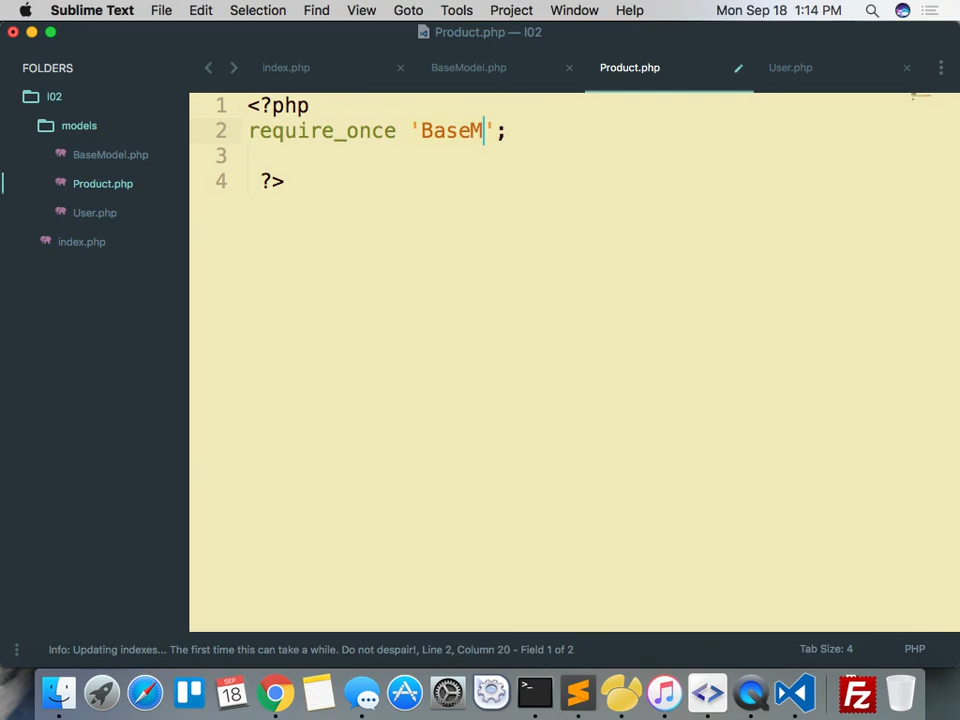 Sublime Text File Edit Selection Find View Goto Tools Project Window Help Mon Sep 18 1:14 PM
Product.php — l02
FOLDERS
l02
models
BaseModel.php
Product.php
User.php
index.php
index.php × BaseModel.php × Product.php User.php ×
1 <?php
2 require_once 'BaseM';
3
4 ?>
Info: Updating indexes... The first time this can take a while. Do not despair!, Line 2, Column 20 - Field 1 of 2 Tab Size: 4 PHP
SEP
18
>_
Fz